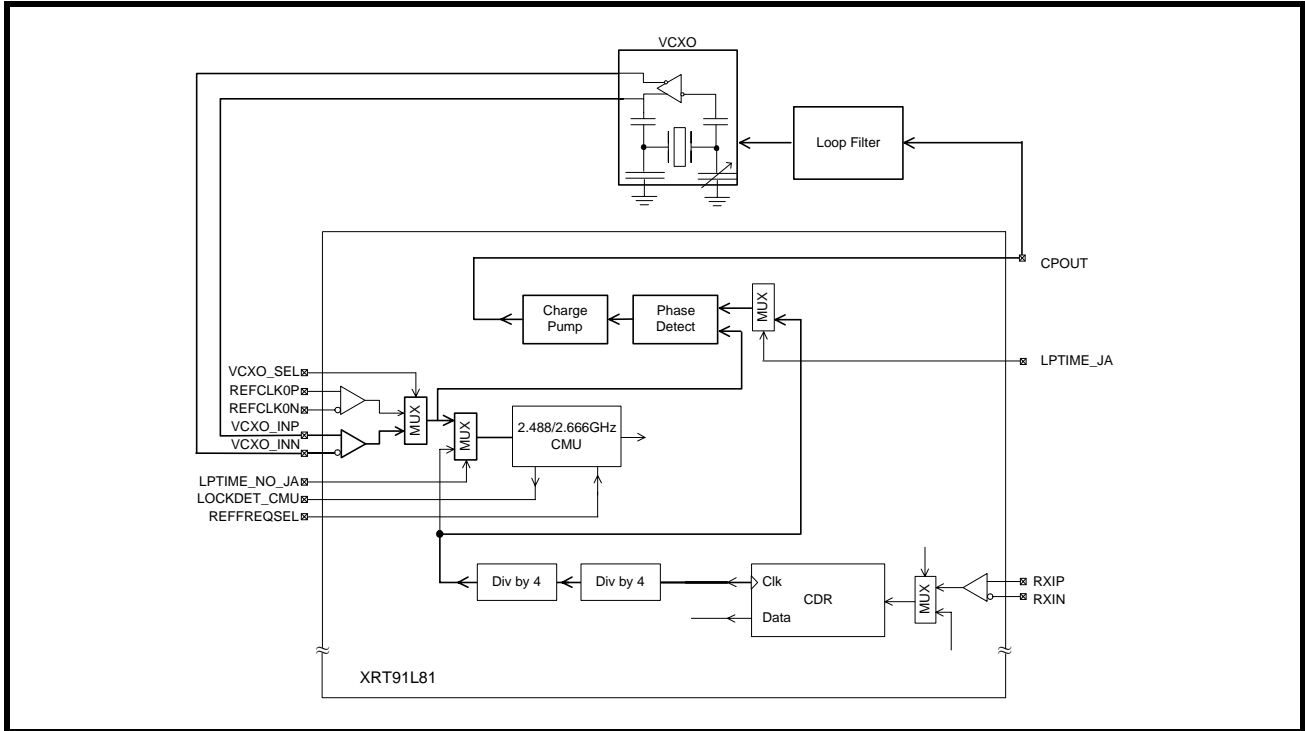 VCXO
Loop Filter
CPOUT
MUX
Charge
Pump
Phase
Detect
LPTIME_JA
VCXO_SEL
REFCLK0P
REFCLK0N
VCXO_INP
VCXO_INN
MUX
MUX
2.488/2.666GHz
CMU
LPTIME_NO_JA
LOCKDET_CMU
REFFREQSEL
Div by 4
Div by 4
Clk
CDR
Data
MUX
RXIP
RXIN
XRT91L81